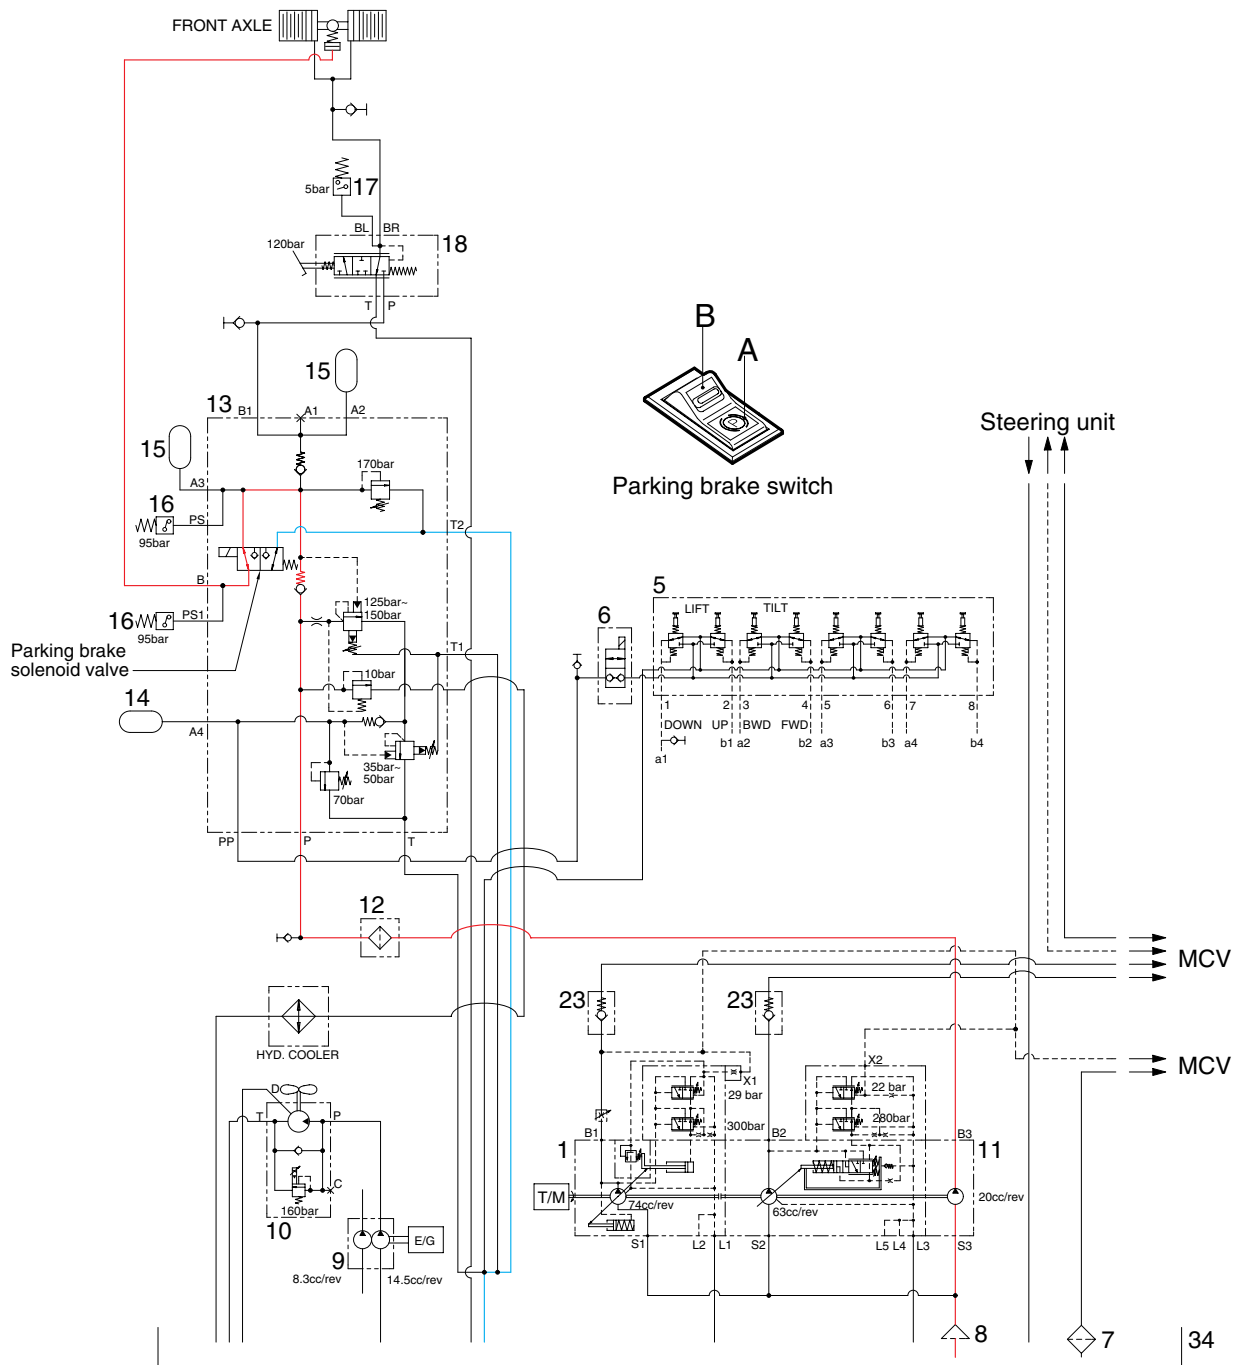 FRONT AXLE
5bar
17
BL BR
120bar
18
T P
B
A
15
13
B1 A1 A2
Steering unit
15
170bar
Parking brake switch
A3
16
PS
95bar
T2
B
125bar~
150bar
5
6
LIFT TILT
16
PS1
95bar
T1
Parking brake
solenoid valve
10bar
14
A4
1 2 3 4 5 6 7 8
DOWN UP BWD FWD
a1 b1 a2 b2 a3 b3 a4 b4
35bar~
50bar
70bar
PP P T
12
MCV
23 23
HYD. COOLER
MCV
X1
29 bar
X2
22 bar
D
T P
300bar
280bar
1
B1 B2 B3
11
C
160bar
10
T/M
74cc/rev
63cc/rev
20cc/rev
9
E/G
S1 L2 L1 S2 L5 L4 L3 S3
8.3cc/rev 14.5cc/rev
8
7
34